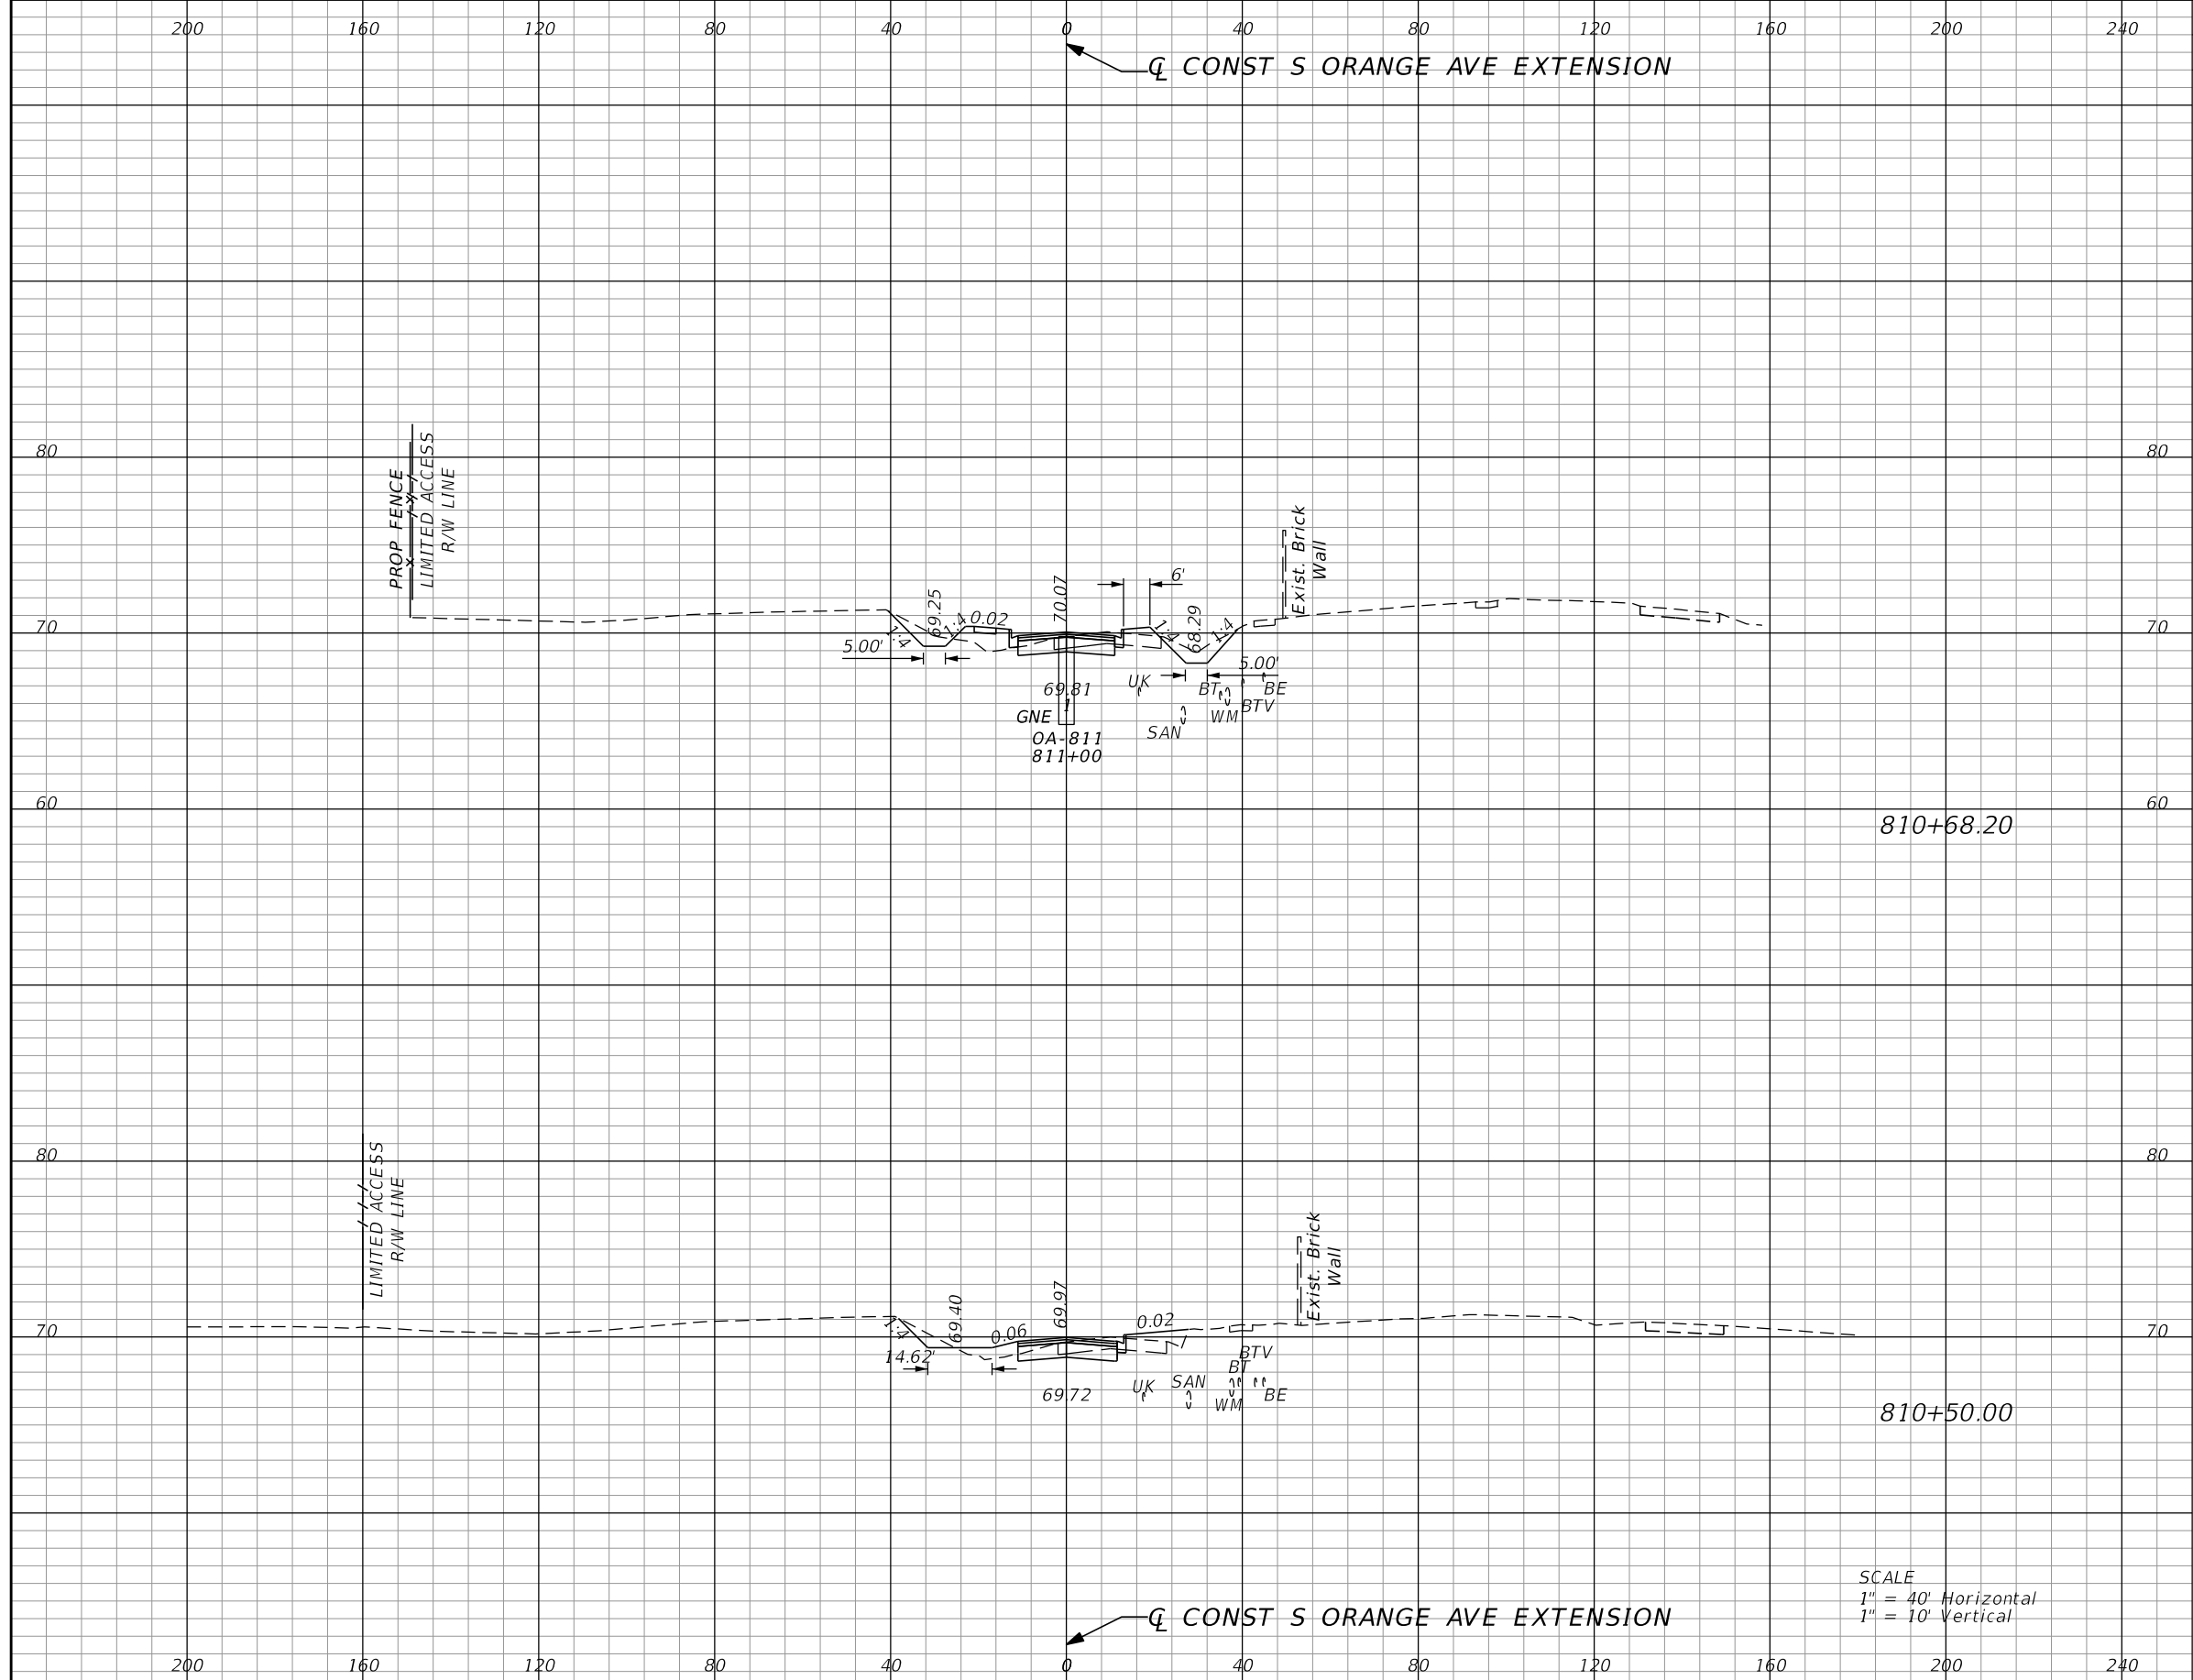 200 160 120 80 40 0 40 80 120 160 200 240
℄ CONST S ORANGE AVE EXTENSION
80 80
PROP FENCE
LIMITED ACCESS
R/W LINE
Exist. Brick
Wall
6'
70.07
69.25
68.29
0.02
1:4
1:4
1:4
1:4
70 70
5.00'
5.00'
UK
BT
BE
69.81
1
BTV
GNE
WM
SAN
OA-811
811+00
60 60
810+68.20
80 80
LIMITED ACCESS
R/W LINE
Exist. Brick
Wall
69.97
69.40
0.02
0.06
1:4
70 70
14.62'
BTV
BT
UK
SAN
69.72
BE
WM
810+50.00
SCALE
1" = 40' Horizontal
1" = 10' Vertical
℄ CONST S ORANGE AVE EXTENSION
200 160 120 80 40 0 40 80 120 160 200 240